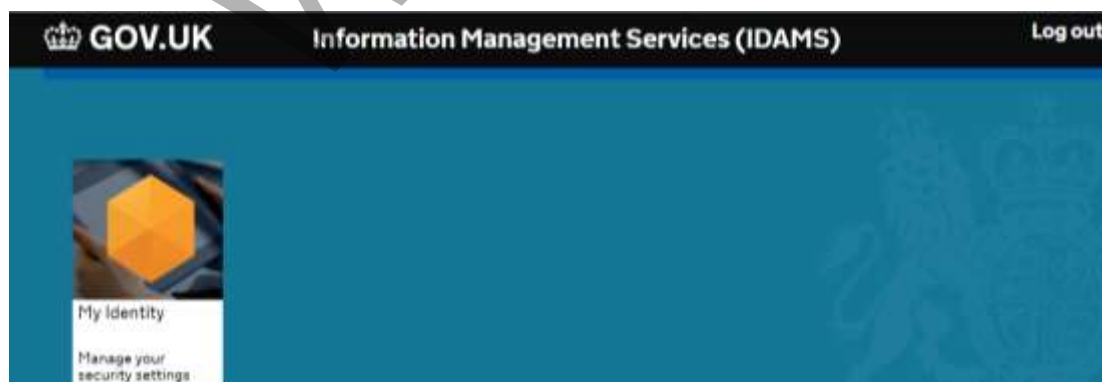 GOV.UK
Information Management Services (IDAMS)
Log out
My Identity
Manage your
security settings